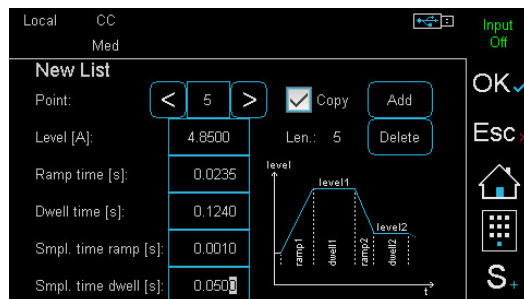 Local CC
Med
Input
Off
New List
Point: < 5 > Copy Add
Level [A]: 4.8500 Len.: 5 Delete
Ramp time [s]: 0.0235
Dwell time [s]: 0.1240
Smpl. time ramp [s]: 0.0010
Smpl. time dwell [s]: 0.0500
level
level1
level2
ramp1
dwell1
ramp2
dwell2
t
OK
Esc
S+